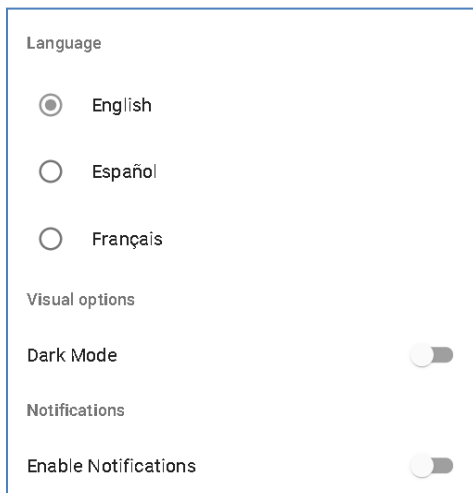 Language
English
Español
Français
Visual options
Dark Mode
Notifications
Enable Notifications